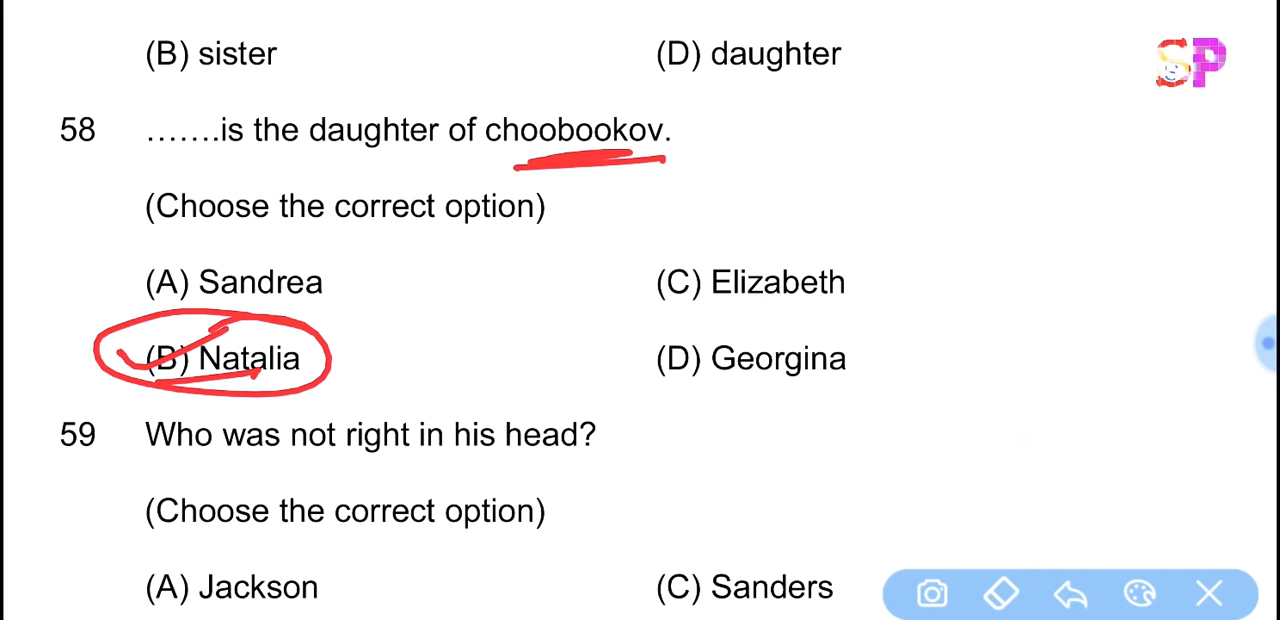 (B) sister (D) daughter
SP
58 .......is the daughter of choobookov.
(Choose the correct option)
(A) Sandrea (C) Elizabeth
(B) Natalia (D) Georgina
59 Who was not right in his head?
(Choose the correct option)
(A) Jackson (C) Sanders